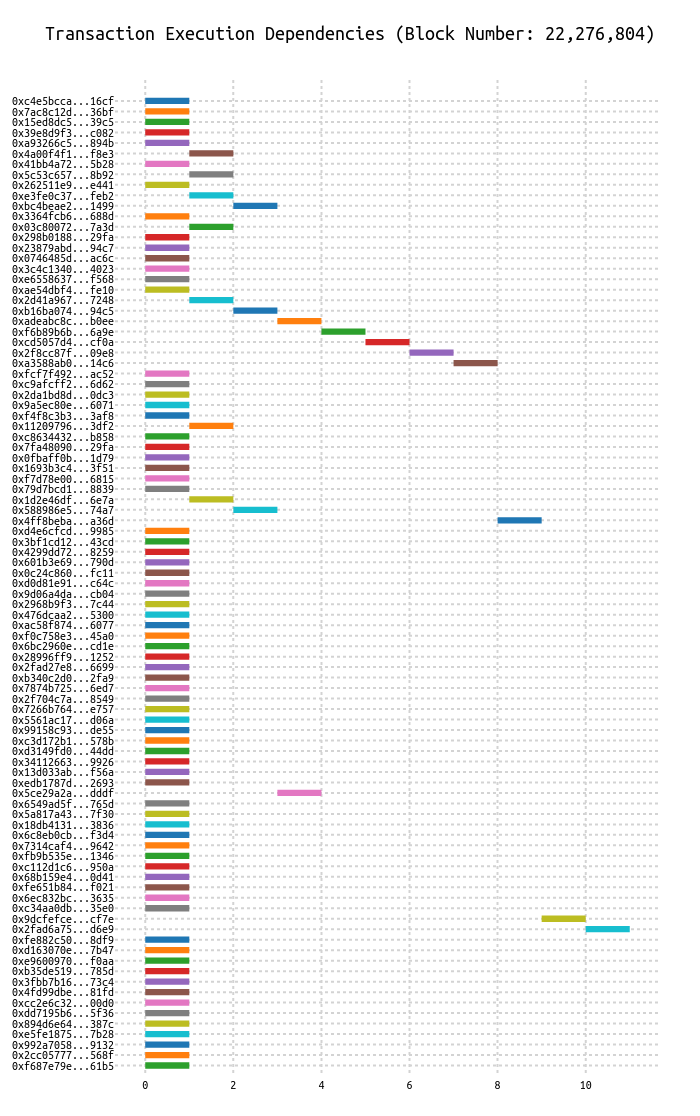 Transaction Execution Dependencies (Block Number: 22,276,804)
0xc4e5bcca...16cf
0x7ac8c12d...36bf
0x15ed8dc5...39c5
0x39e8d9f3...c082
0xa93266c5...894b
0x4a00f4f1...f8e3
0x41bb4a72...5b28
0x5c53c657...8b92
0x262511e9...e441
0xe3fe0c37...feb2
0xbc4beae2...1499
0x3364fcb6...688d
0x03c80072...7a3d
0x298b0188...29fa
0x23879abd...94c7
0x0746485d...ac6c
0x3c4c1340...4023
0xe6558637...f568
0xae54dbf4...fe10
0x2d41a967...7248
0xb16ba074...94c5
0xadeabc8c...b0ee
0xf6b89b6b...6a9e
0xcd5057d4...cf0a
0x2f8cc87f...09e8
0xa3588ab0...14c6
0xfcf7f492...ac52
0xc9afcff2...6d62
0x2da1bd8d...0dc3
0x9a5ec80e...6071
0xf4f8c3b3...3af8
0x11209796...3df2
0xc8634432...b858
0x7fa48090...29fa
0x0fbaff0b...1d79
0x1693b3c4...3f51
0xf7d78e00...6815
0x79d7bcd1...8839
0x1d2e46df...6e7a
0x588986e5...74a7
0x4ff8beba...a36d
0xd4e6cfcd...9985
0x3bf1cd12...43cd
0x4299dd72...8259
0x601b3e69...790d
0x0c24c860...fc11
0xd0d81e91...c64c
0x9d06a4da...cb04
0x2968b9f3...7c44
0x476dcaa2...5300
0xac58f874...6077
0xf0c758e3...45a0
0x6bc2960e...cd1e
0x28996ff9...1252
0x2fad27e8...6699
0xb340c2d0...2fa9
0x7874b725...6ed7
0x2f704c7a...8549
0x7266b764...e757
0x5561ac17...d06a
0x99158c93...de55
0xc3d172b1...578b
0xd3149fd0...44dd
0x34112663...9926
0x13d033ab...f56a
0xedb1787d...2693
0x5ce29a2a...dddf
0x6549ad5f...765d
0x5a817a43...7f30
0x18db4131...3836
0x6c8eb0cb...f3d4
0x7314caf4...9642
0xfb9b535e...1346
0xc112d1c6...950a
0x68b159e4...0d41
0xfe651b84...f021
0x6ec832bc...3635
0xc34aa0db...35e0
0x9dcfefce...cf7e
0x2fad6a75...d6e9
0xfe882c50...8df9
0xd163070e...7b47
0xe9600970...f0aa
0xb35de519...785d
0x3fbb7b16...73c4
0x4fd99dbe...81fd
0xcc2e6c32...00d0
0xdd7195b6...5f36
0x894d6e64...387c
0xe5fe1875...7b28
0x992a7058...9132
0x2cc05777...568f
0xf687e79e...61b5
0 2 4 6 8 10